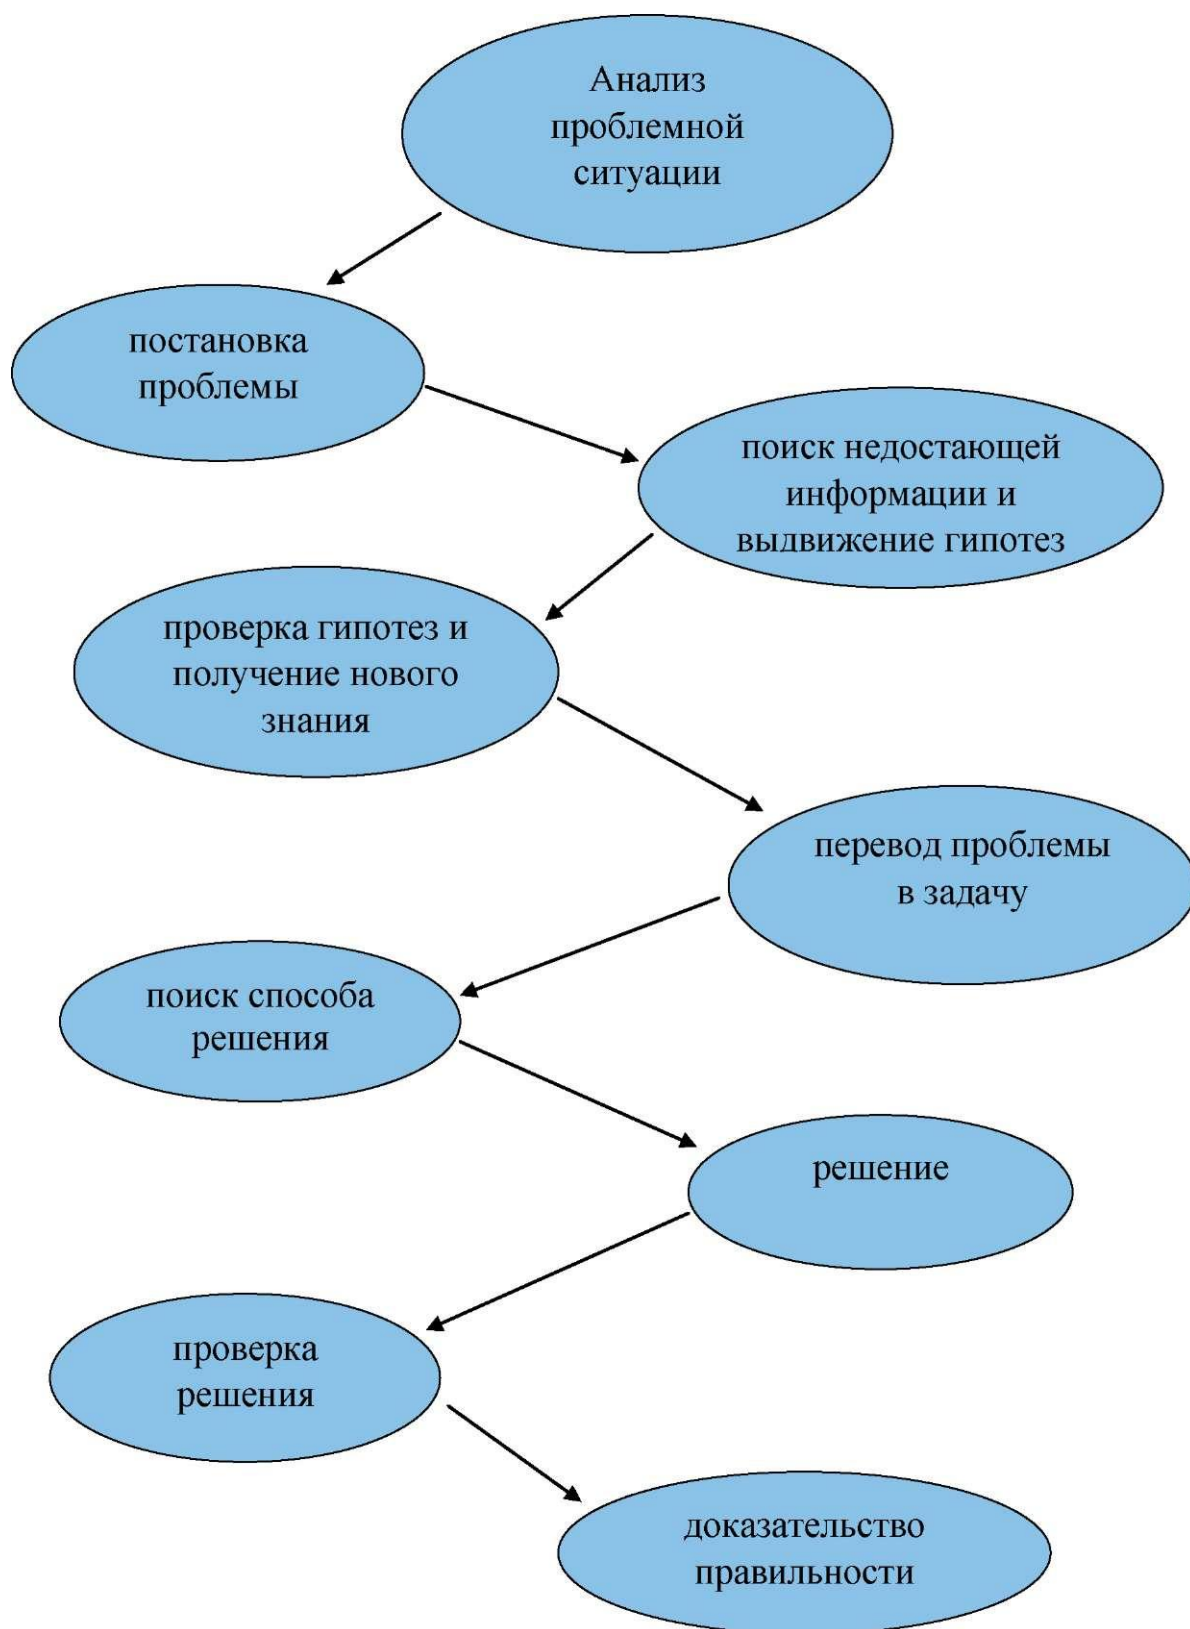 Анализ
проблемной
ситуации
постановка
проблемы
поиск недостающей
информации и
выдвижение гипотез
проверка гипотез и
получение нового
знания
перевод проблемы
в задачу
поиск способа
решения
решение
проверка
решения
доказательство
правильности